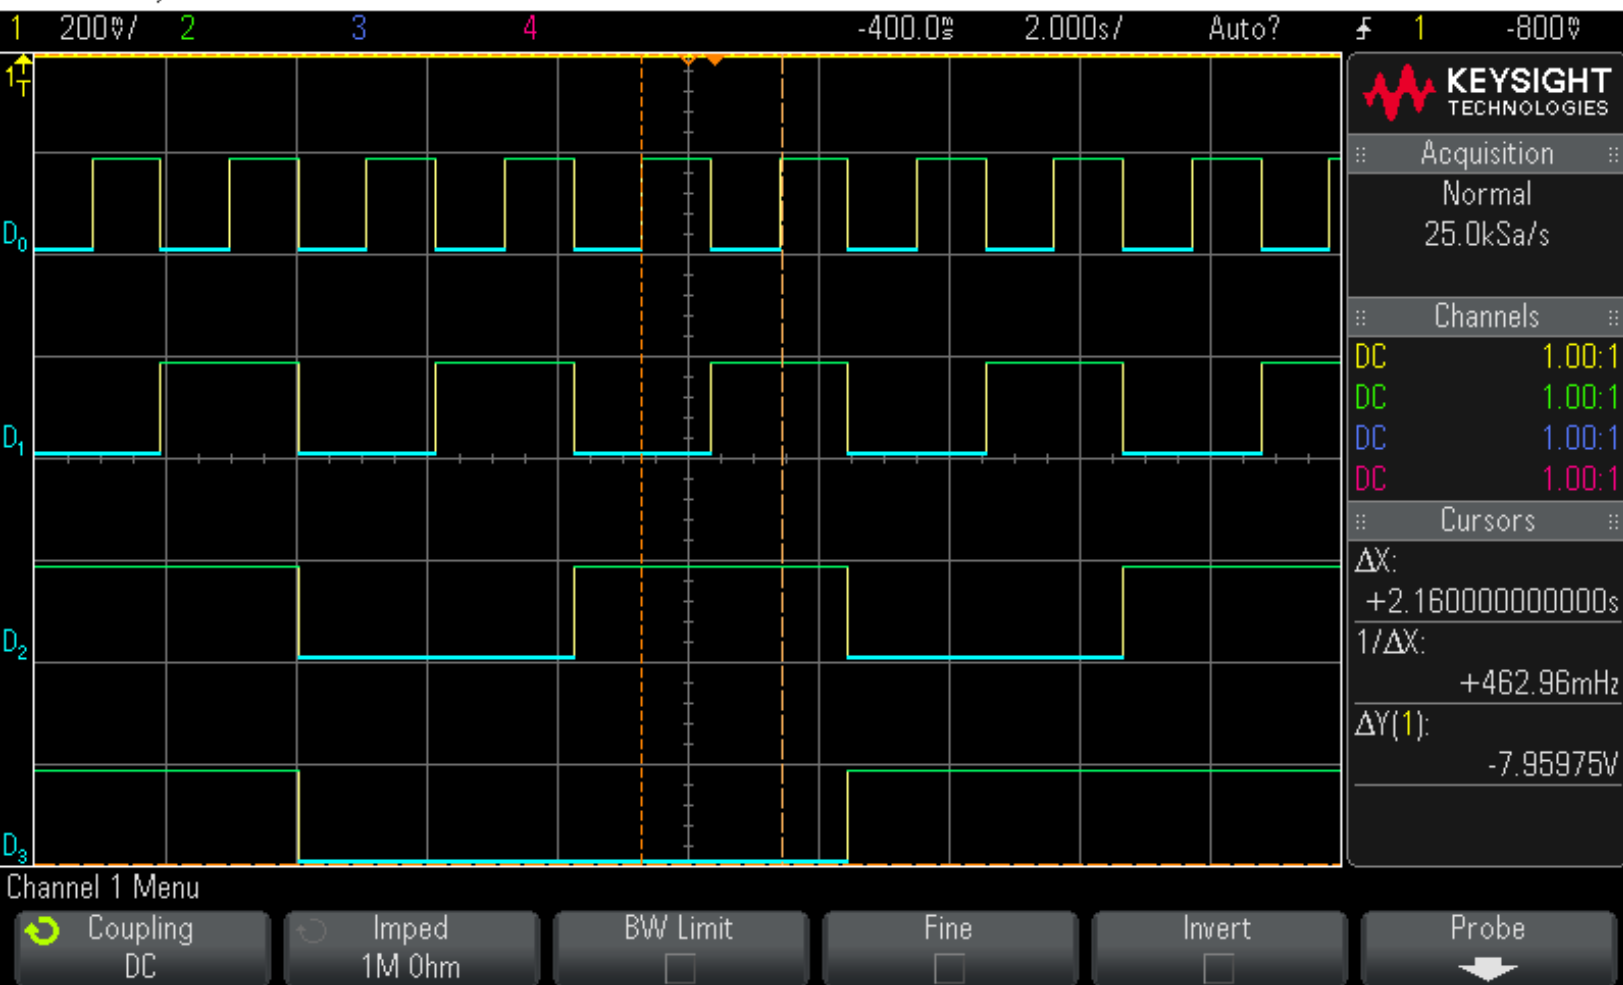 1 200mV/ 2 3 4 -400.0ms 2.000s/ Auto? 1 -800mV
1T
KEYSIGHT
TECHNOLOGIES
Acquisition
Normal
25.0kSa/s
Channels
DC 1.00:1
DC 1.00:1
DC 1.00:1
DC 1.00:1
Cursors
ΔX:
+2.160000000000s
1/ΔX:
+462.96mHz
ΔY(1):
-7.95975V
D0
D1
D2
D3
Channel 1 Menu
Coupling
DC
Imped
1M Ohm
BW Limit
Fine
Invert
Probe